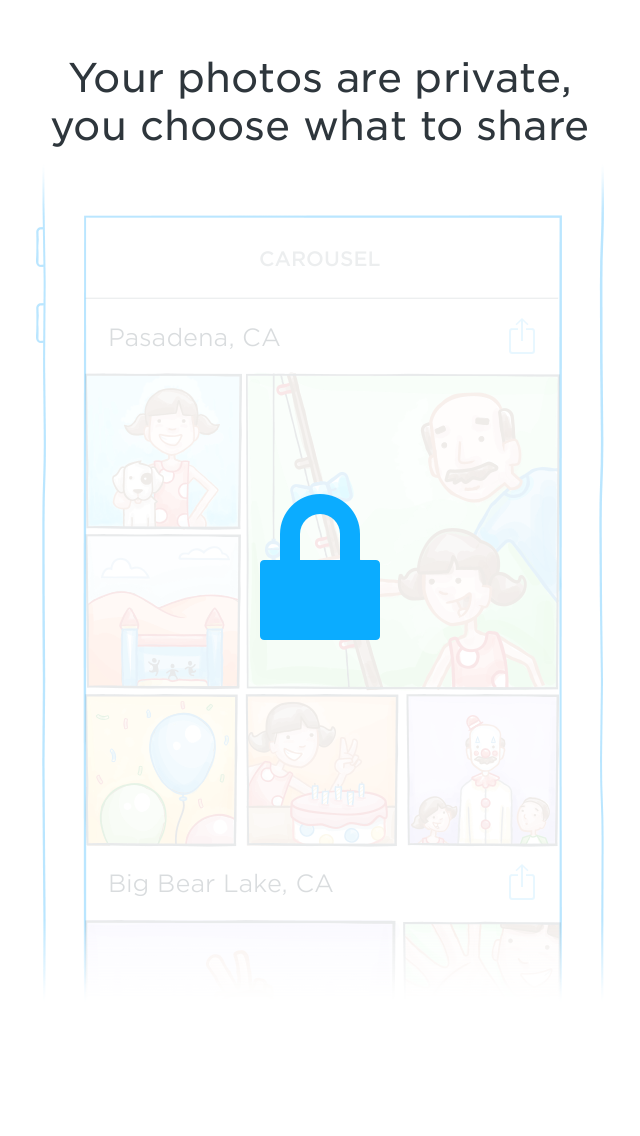 Your photos are private,
you choose what to share
CAROUSEL
Pasadena, CA
Big Bear Lake, CA